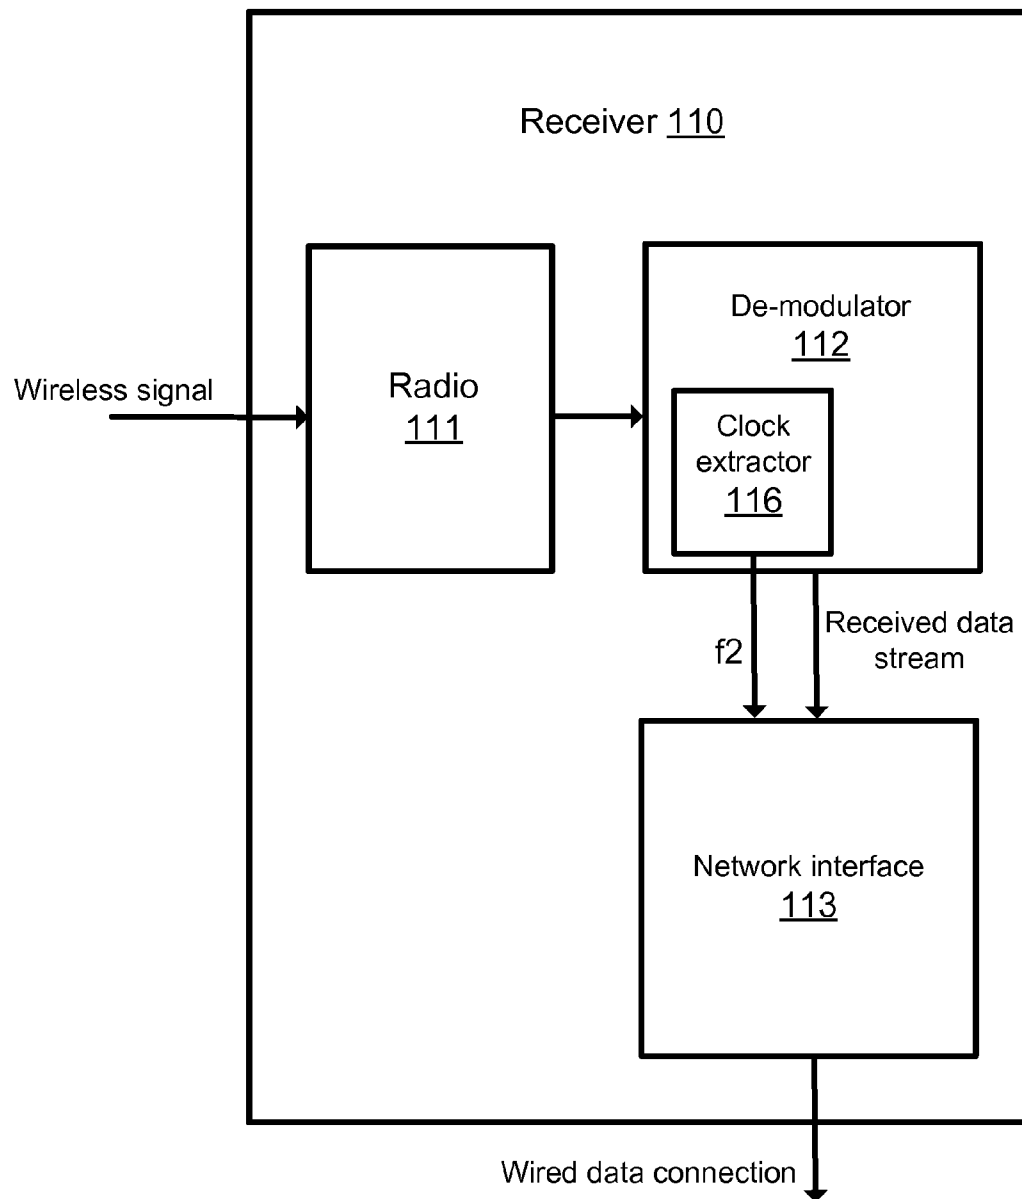 Receiver 110
De-modulator
112
Wireless signal
Radio
111
Clock
extractor
116
f2
Received data
stream
Network interface
113
Wired data connection